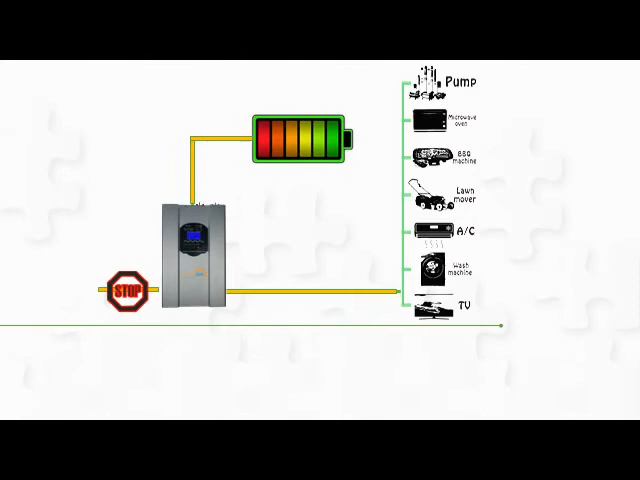 Pump
Microwave
oven
BBQ
machine
Lawn
mover
A/C
Wash
machine
TV
STOP